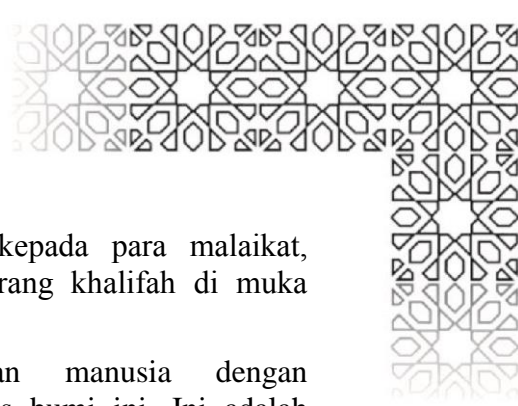 kepada para malaikat,
rang khalifah di muka
an manusia dengan
bumi ini. Ini adalah